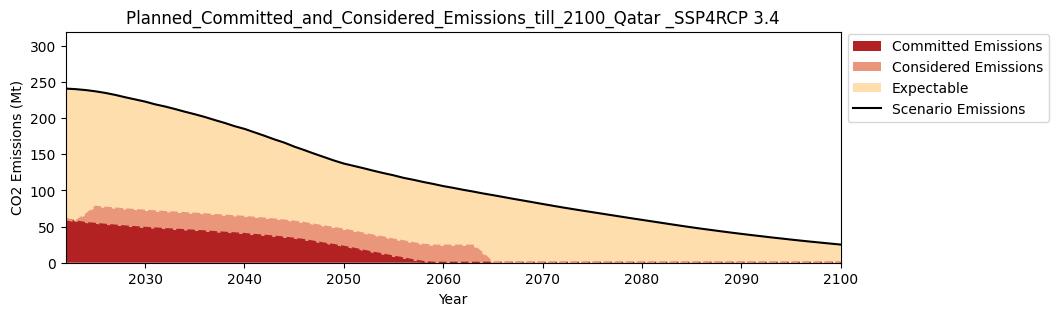 Planned_Committed_and_Considered_Emissions_till_2100_Qatar _SSP4RCP 3.4
300
250
200
150
100
50
0
CO2 Emissions (Mt)
2030 2040 2050 2060 2070 2080 2090 2100
Year
Committed Emissions
Considered Emissions
Expectable
Scenario Emissions